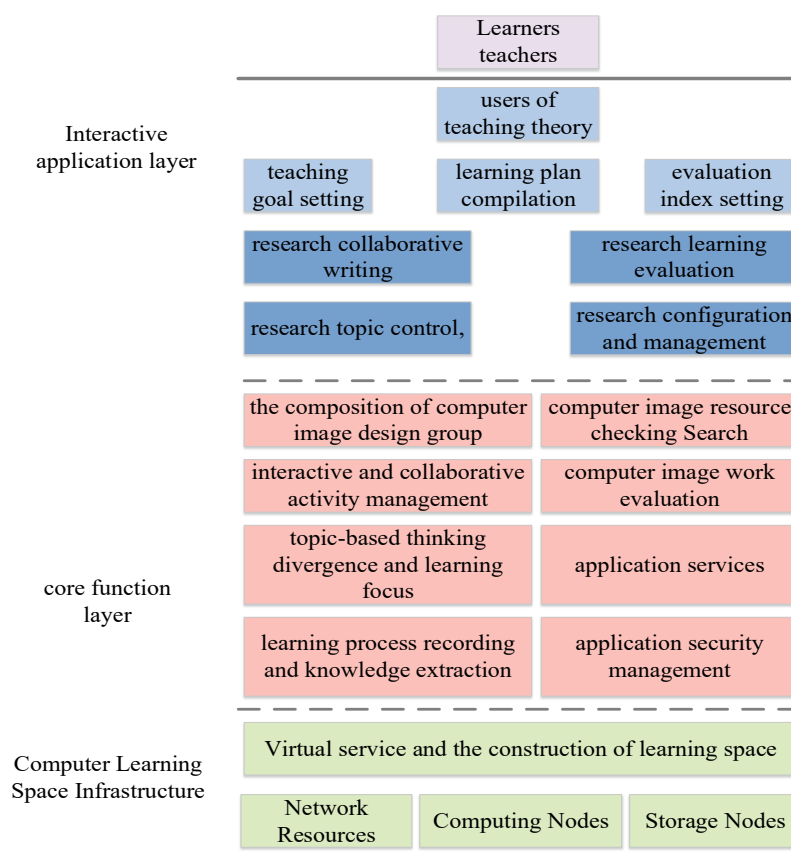 Learners
teachers
Interactive
application layer
users of
teaching theory
teaching
goal setting
learning plan
compilation
evaluation
index setting
research collaborative
writing
research learning
evaluation
research topic control,
research configuration
and management
core function
layer
the composition of computer
image design group
computer image resource
checking Search
interactive and collaborative
activity management
computer image work
evaluation
topic-based thinking
divergence and learning
focus
application services
learning process recording
and knowledge extraction
application security
management
Computer Learning
Space Infrastructure
Virtual service and the construction of learning space
Network
Resources
Computing Nodes
Storage Nodes